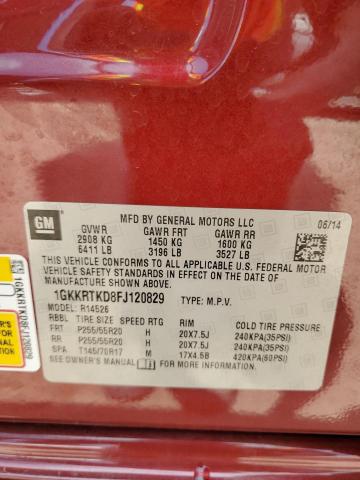 GM
MFD BY GENERAL MOTORS LLC
06/14
GVWR GAWR FRT GAWR RR
2908 KG 1450 KG 1600 KG
6411 LB 3196 LB 3527 LB
THIS VEHICLE CONFORMS TO ALL APPLICABLE U.S. FEDERAL MOTOR
VEHICLE SAFETY STANDARDS IN EFFECT ON THE DATE OF
MANUFACTURE SHOWN ABOVE.
1GKKRTKD8FJ120829 TYPE: M.P.V.
MODEL: R14526
RBBL TIRE SIZE SPEED RTG RIM COLD TIRE PRESSURE
FRT P255/55R20 H 20X7.5J 240KPA(35PSI)
RR P255/55R20 H 20X7.5J 240KPA(35PSI)
SPA T145/70R17 M 17X4.5B 420KPA(60PSI)
SEE OWNER'S MANUAL FOR MORE INFORMATION.
1GKKRTKD8FJ120829